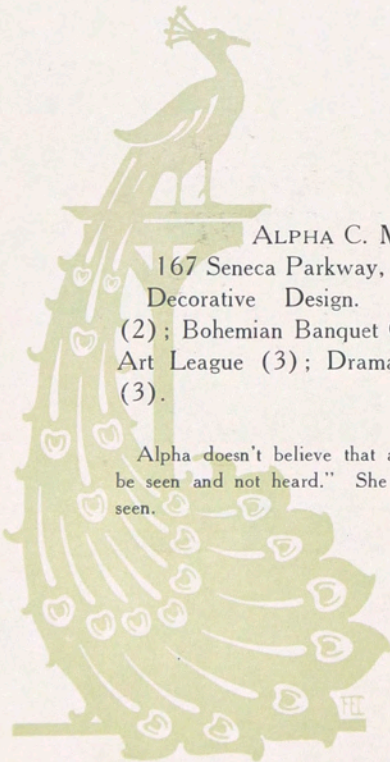 ALPHA C. M
167 Seneca Parkway,
Decorative Design.
(2); Bohemian Banquet
Art League (3); Drama
(3).
Alpha doesn't believe that a
be seen and not heard." She
seen.
FEI